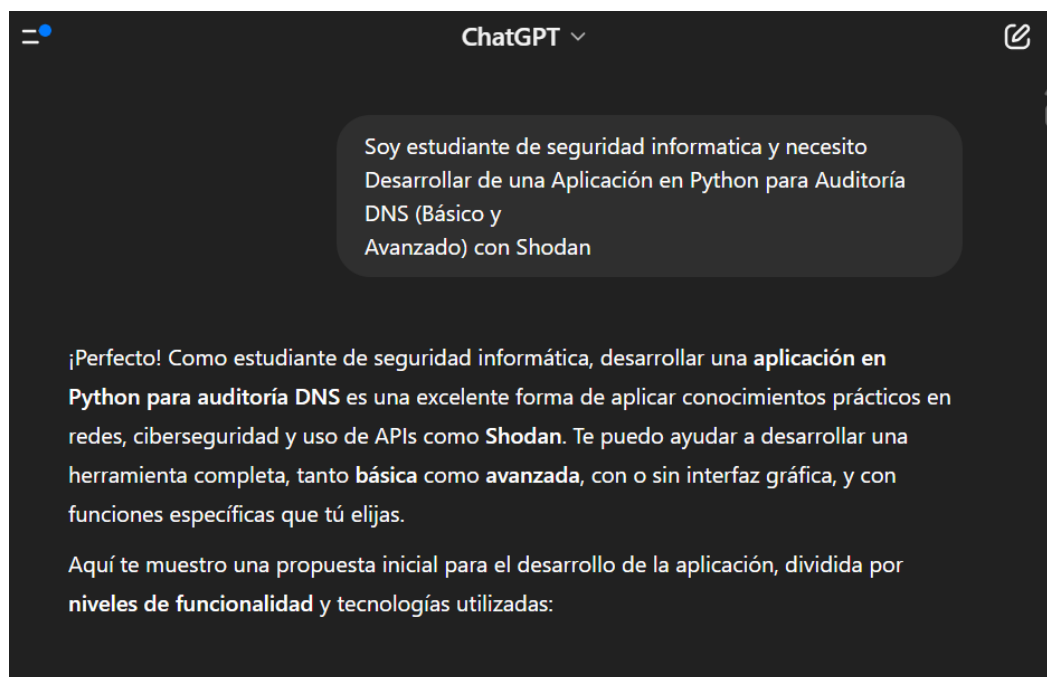 ChatGPT
Soy estudiante de seguridad informatica y necesito
Desarrollar de una Aplicación en Python para Auditoría
DNS (Básico y
Avanzado) con Shodan
¡Perfecto! Como estudiante de seguridad informática, desarrollar una aplicación en
Python para auditoría DNS es una excelente forma de aplicar conocimientos prácticos en
redes, ciberseguridad y uso de APIs como Shodan. Te puedo ayudar a desarrollar una
herramienta completa, tanto básica como avanzada, con o sin interfaz gráfica, y con
funciones específicas que tú elijas.
Aquí te muestro una propuesta inicial para el desarrollo de la aplicación, dividida por
niveles de funcionalidad y tecnologías utilizadas: